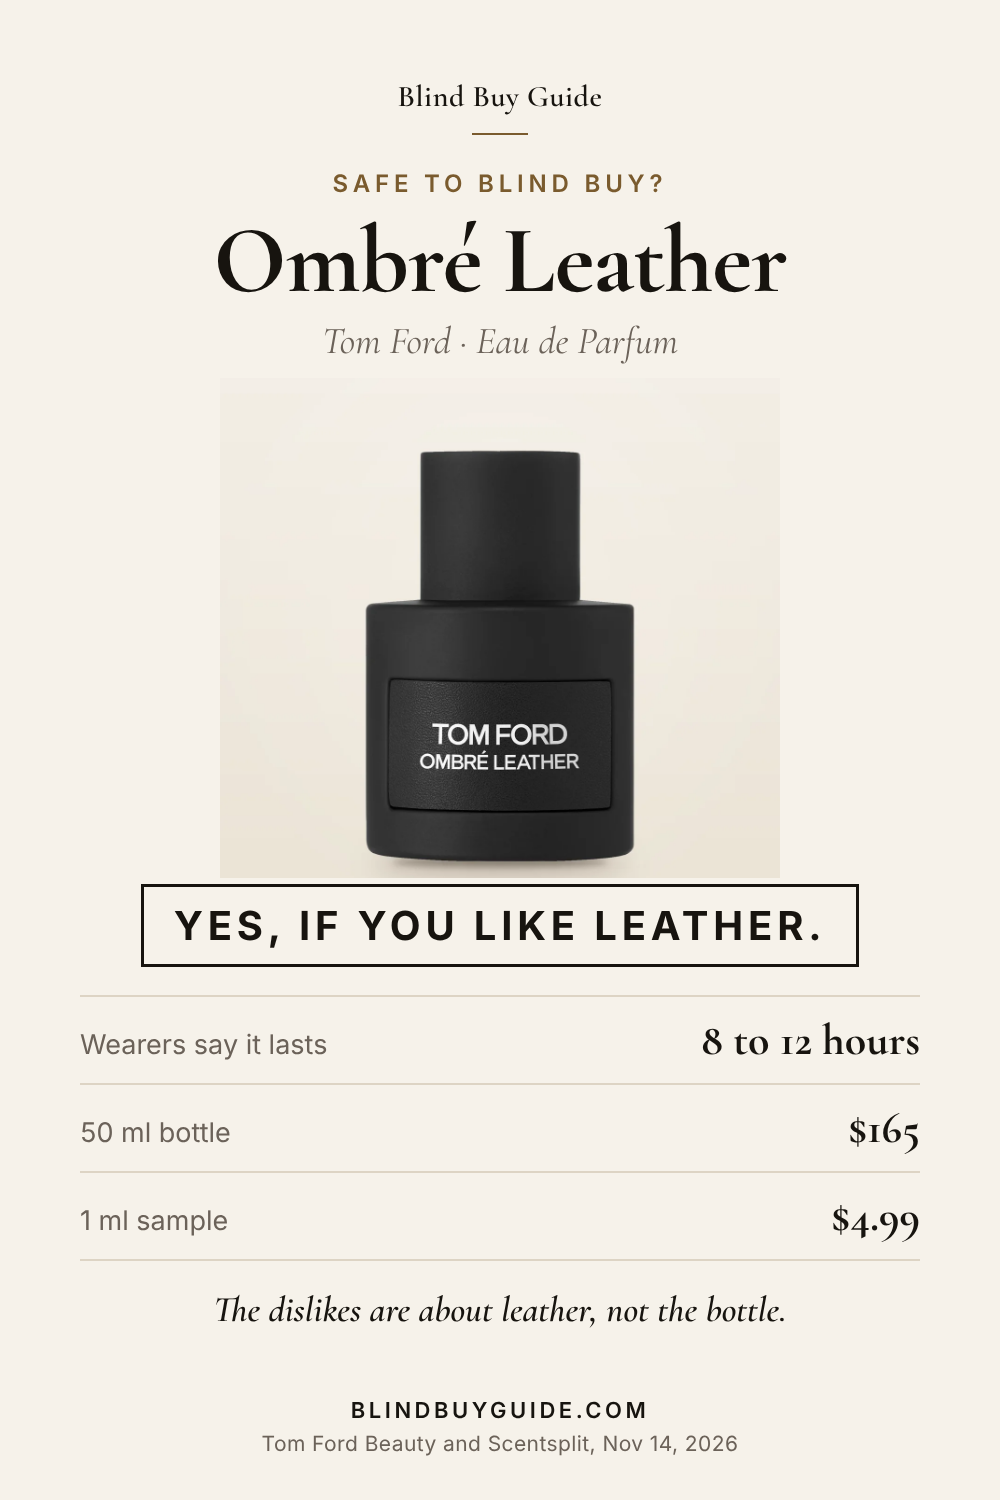 Blind Buy Guide
SAFE TO BLIND BUY?
Ombré Leather
Tom Ford · Eau de Parfum
TOM FORD
OMBRÉ LEATHER
YES, IF YOU LIKE LEATHER.
Wearers say it lasts 8 to 12 hours
50 ml bottle $165
1 ml sample $4.99
The dislikes are about leather, not the bottle.
BLINDBUYGUIDE.COM
Tom Ford Beauty and Scentsplit, Nov 14, 2026